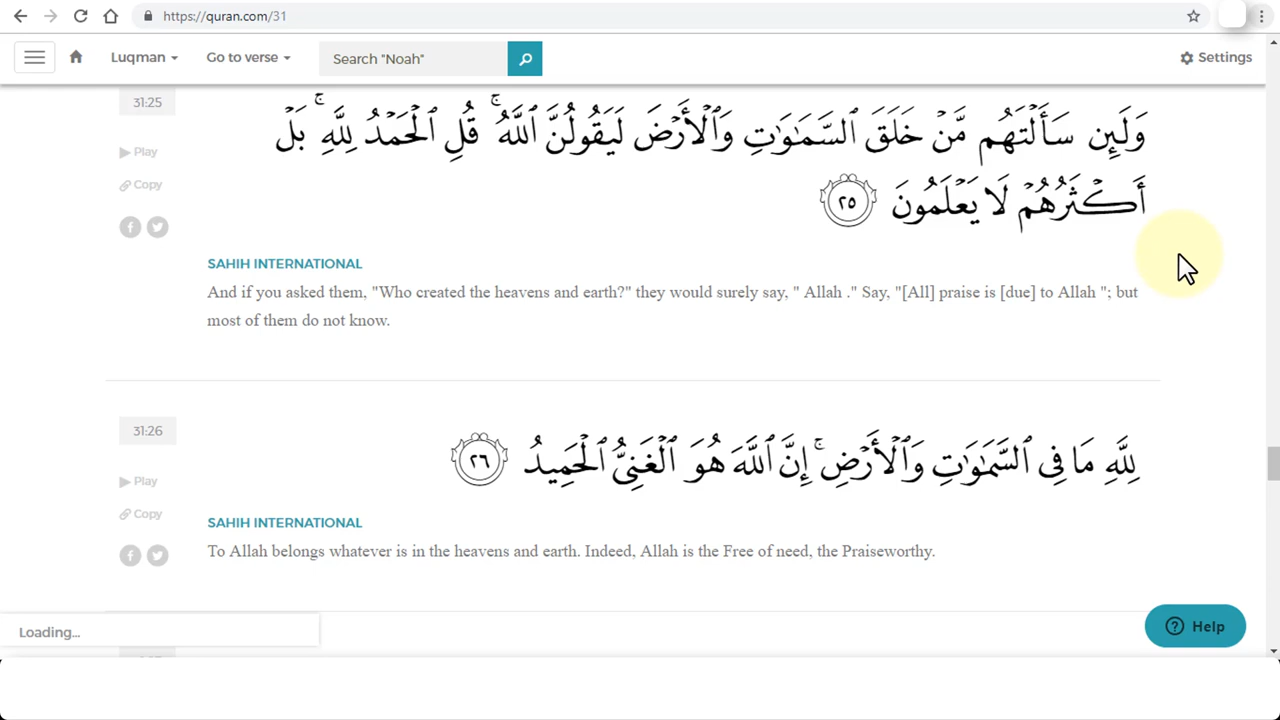 https://quran.com/31
Luqman
Go to verse
Search "Noah"
Settings
31:25
وَلَئِن سَأَلْتَهُم مَّنْ خَلَقَ ٱلسَّمَٰوَٰتِ وَٱلْأَرْضَ لَيَقُولُنَّ ٱللَّهُ ۚ قُلِ ٱلْحَمْدُ لِلَّهِ ۚ بَلْ
Play
Copy
أَكْثَرُهُمْ لَا يَعْلَمُونَ ٢٥
SAHIH INTERNATIONAL
And if you asked them, "Who created the heavens and earth?" they would surely say, " Allah ." Say, "[All] praise is [due] to Allah "; but
most of them do not know.
31:26
لِلَّهِ مَا فِى ٱلسَّمَٰوَٰتِ وَٱلْأَرْضِ ۚ إِنَّ ٱللَّهَ هُوَ ٱلْغَنِىُّ ٱلْحَمِيدُ ٢٦
Play
Copy
SAHIH INTERNATIONAL
To Allah belongs whatever is in the heavens and earth. Indeed, Allah is the Free of need, the Praiseworthy.
Loading...
Help